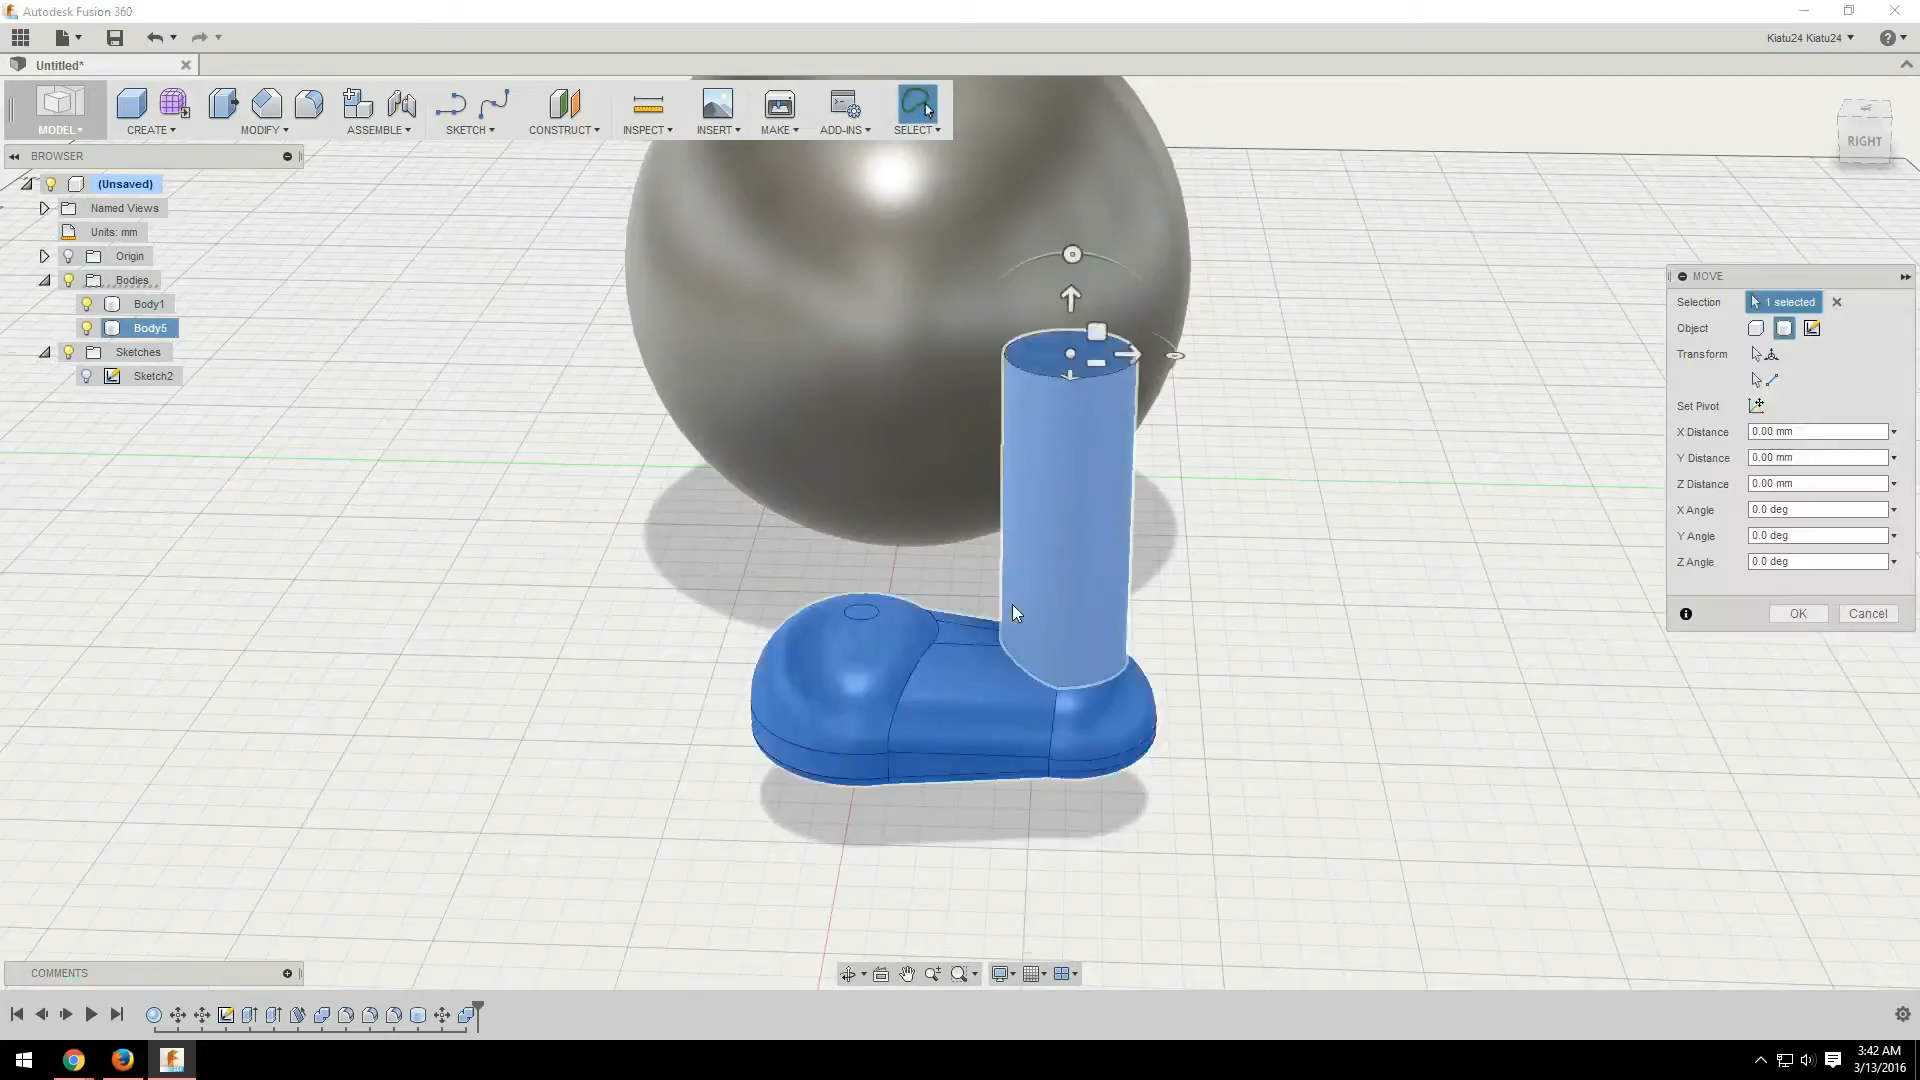 Autodesk Fusion 360
Kiatu24 Kiatu24
Untitled*
MODEL
CREATE
MODIFY
ASSEMBLE
SKETCH
CONSTRUCT
INSPECT
INSERT
MAKE
ADD-INS
SELECT
RIGHT
BROWSER
(Unsaved)
Named Views
Units: mm
Origin
Bodies
Body1
Body5
Sketches
Sketch2
MOVE
Selection 1 selected
Object
Transform
Set Pivot
X Distance 0.00 mm
Y Distance 0.00 mm
Z Distance 0.00 mm
X Angle 0.0 deg
Y Angle 0.0 deg
Z Angle 0.0 deg
OK Cancel
COMMENTS
3:42 AM
3/13/2016